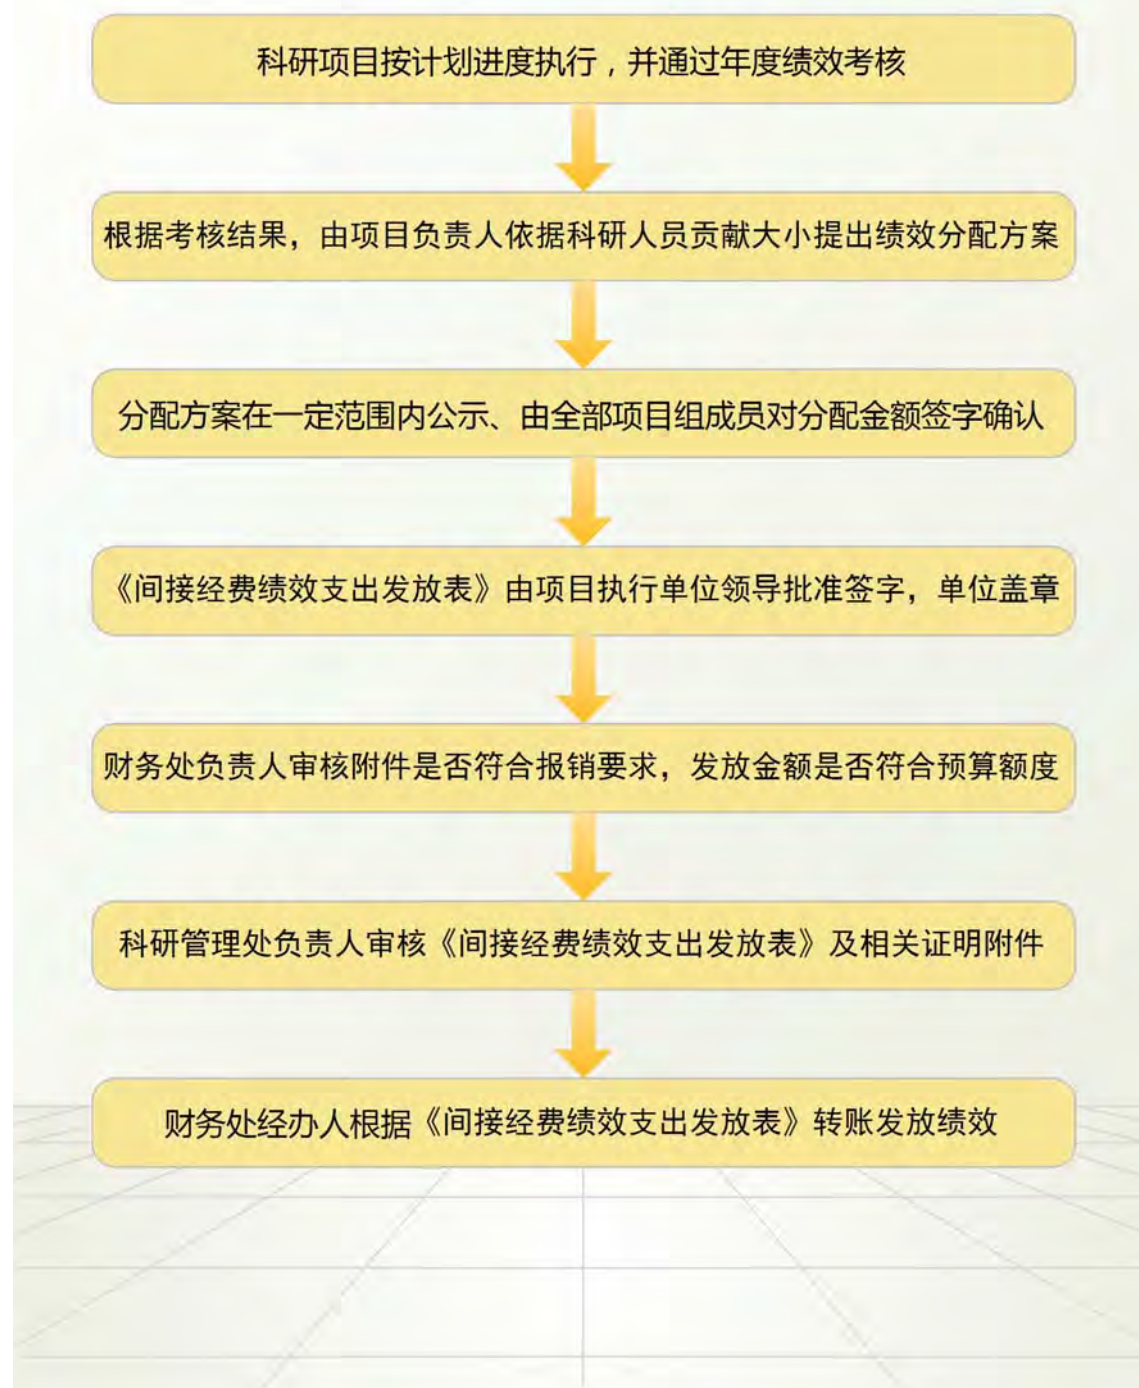 科研项目按计划进度执行，并通过年度绩效考核
根据考核结果，由项目负责人依据科研人员贡献大小提出绩效分配方案
分配方案在一定范围内公示、由全部项目组成员对分配金额签字确认
《间接经费绩效支出发放表》由项目执行单位领导批准签字，单位盖章
财务处负责人审核附件是否符合报销要求，发放金额是否符合预算额度
科研管理处负责人审核《间接经费绩效支出发放表》及相关证明附件
财务处经办人根据《间接经费绩效支出发放表》转账发放绩效